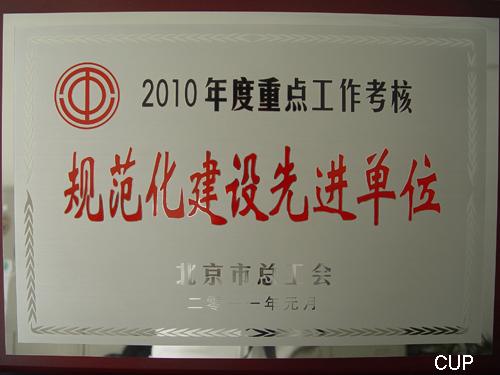 2010年度重点工作考核
规范化建设先进单位
北京市总工会
二零一一年元月
CUP